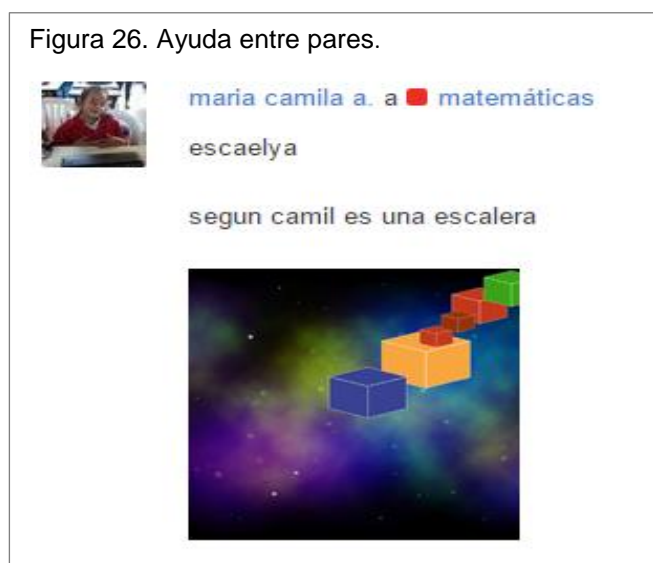 Figura 26. Ayuda entre pares.
maria camila a. a matemáticas
escaelya
segun camil es una escalera